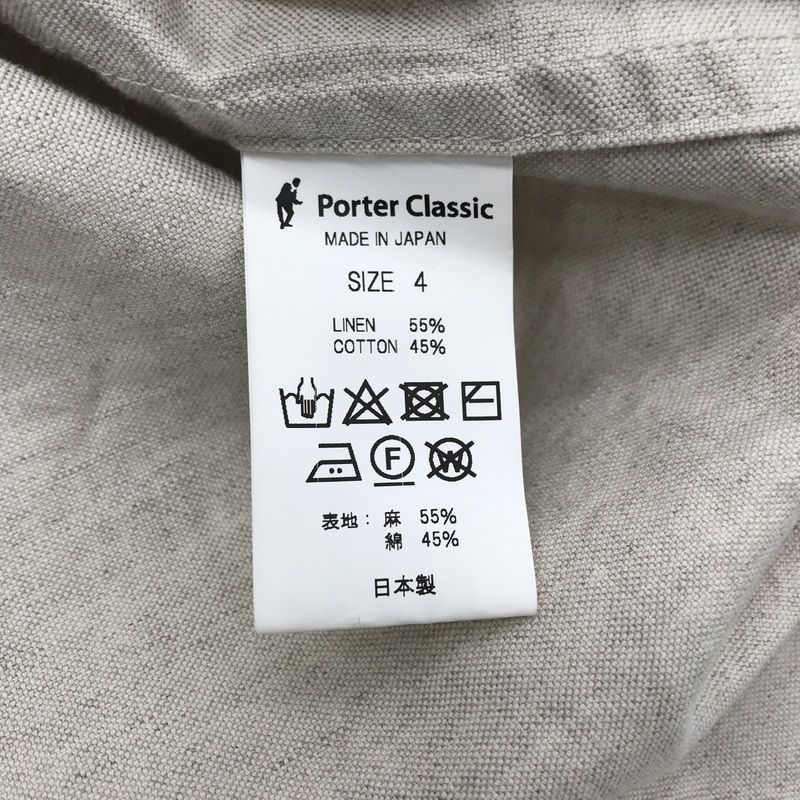 Porter Classic
MADE IN JAPAN
SIZE 4
LINEN 55%
COTTON 45%
F W
表地: 麻 55%
綿 45%
日本製